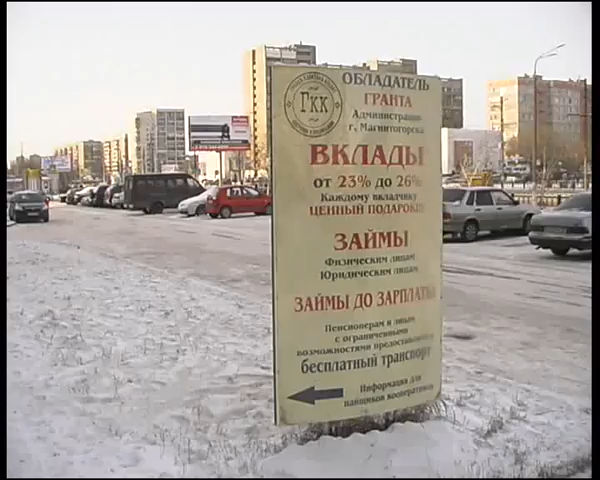 ГКК
ОБЛАДАТЕЛЬ
ГРАНТА
Администрации
г. Магнитогорска
ВКЛАДЫ
от 23% до 26%
Каждому вкладчику
ЦЕННЫЙ ПОДАРОК!
ЗАЙМЫ
Физическим лицам
Юридическим лицам
ЗАЙМЫ ДО ЗАРПЛАТЫ
Пенсионерам и лицам
с ограниченными
возможностями предоставляется
бесплатный транспорт
Информация для
пайщиков кооператива